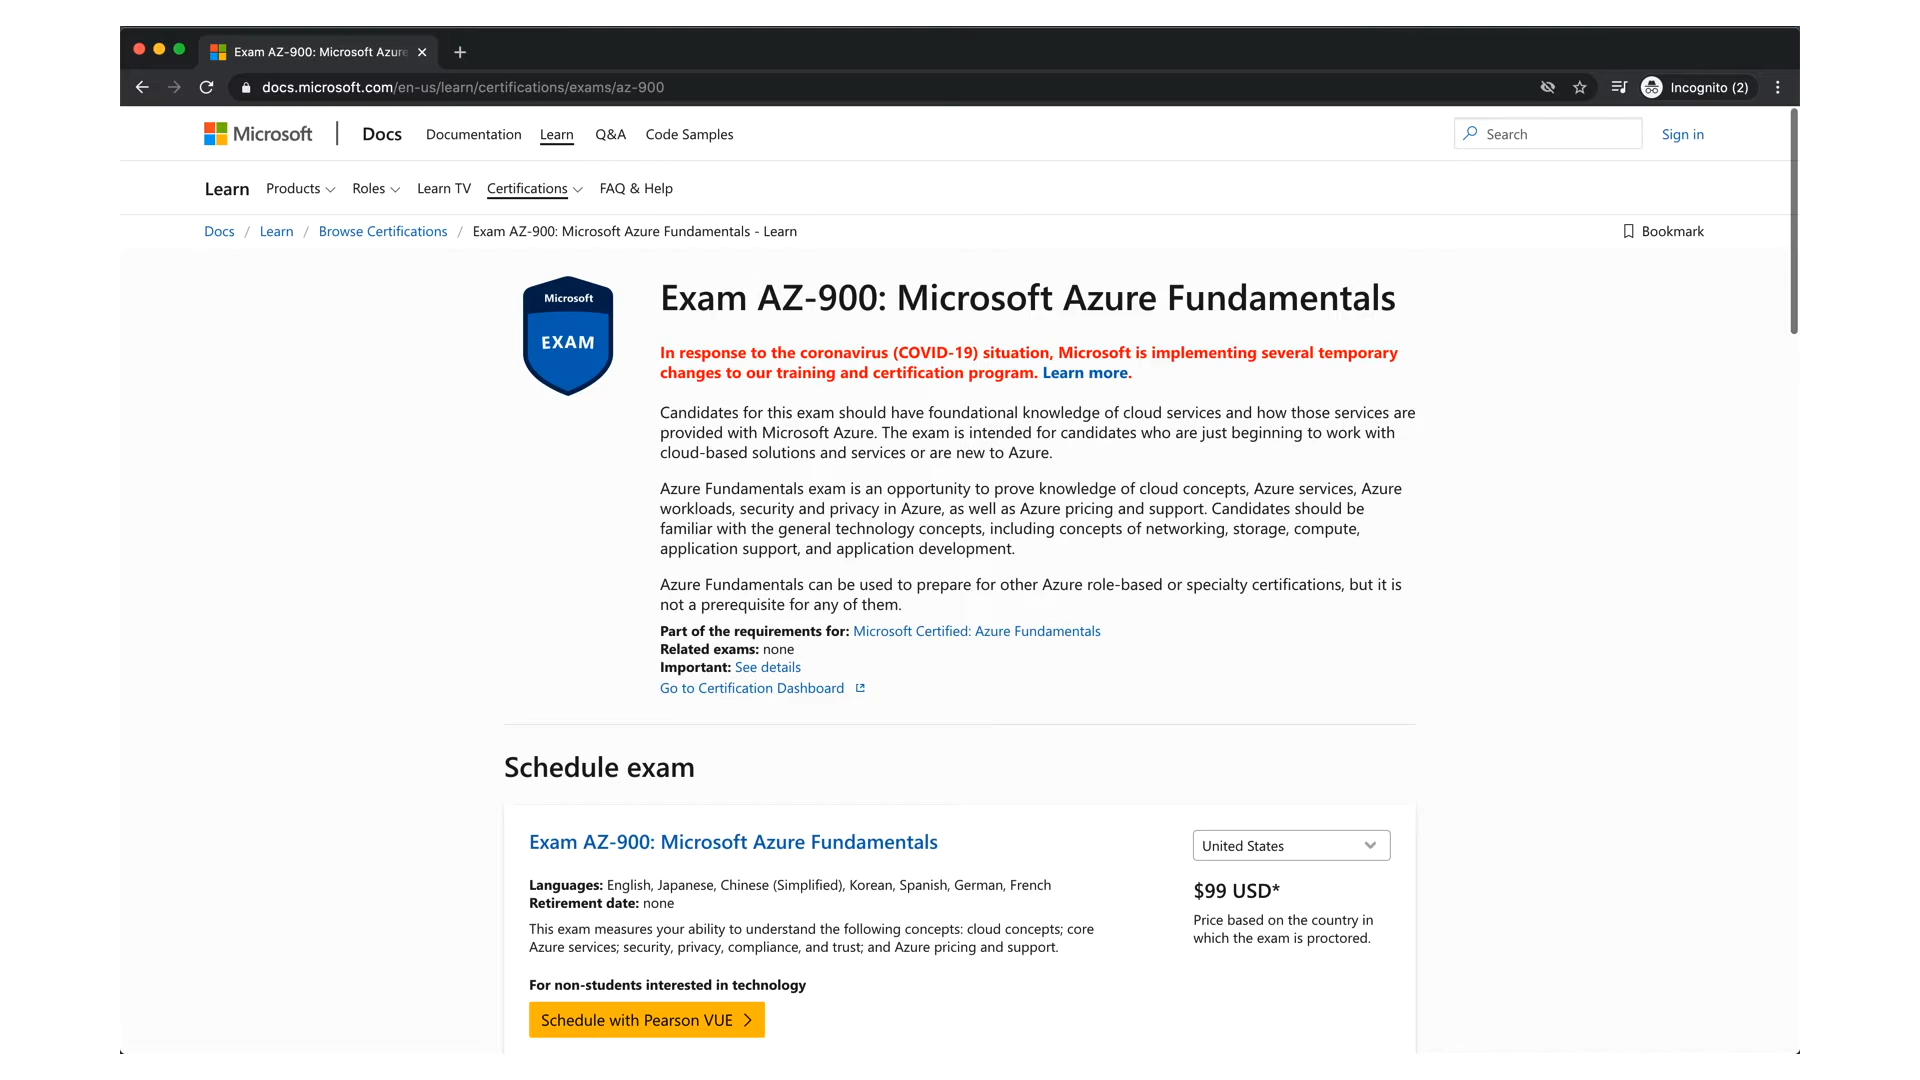 Exam AZ-900: Microsoft Azure
docs.microsoft.com/en-us/learn/certifications/exams/az-900
Incognito (2)
Microsoft
Docs Documentation Learn Q&A Code Samples
Search
Sign in
Learn Products Roles Learn TV Certifications FAQ & Help
Docs / Learn / Browse Certifications / Exam AZ-900: Microsoft Azure Fundamentals - Learn
Bookmark
Microsoft
EXAM
Exam AZ-900: Microsoft Azure Fundamentals
In response to the coronavirus (COVID-19) situation, Microsoft is implementing several temporary
changes to our training and certification program. Learn more.
Candidates for this exam should have foundational knowledge of cloud services and how those services are
provided with Microsoft Azure. The exam is intended for candidates who are just beginning to work with
cloud-based solutions and services or are new to Azure.
Azure Fundamentals exam is an opportunity to prove knowledge of cloud concepts, Azure services, Azure
workloads, security and privacy in Azure, as well as Azure pricing and support. Candidates should be
familiar with the general technology concepts, including concepts of networking, storage, compute,
application support, and application development.
Azure Fundamentals can be used to prepare for other Azure role-based or specialty certifications, but it is
not a prerequisite for any of them.
Part of the requirements for: Microsoft Certified: Azure Fundamentals
Related exams: none
Important: See details
Go to Certification Dashboard
Schedule exam
Exam AZ-900: Microsoft Azure Fundamentals
Languages: English, Japanese, Chinese (Simplified), Korean, Spanish, German, French
Retirement date: none
This exam measures your ability to understand the following concepts: cloud concepts; core
Azure services; security, privacy, compliance, and trust; and Azure pricing and support.
For non-students interested in technology
Schedule with Pearson VUE
United States
$99 USD*
Price based on the country in
which the exam is proctored.